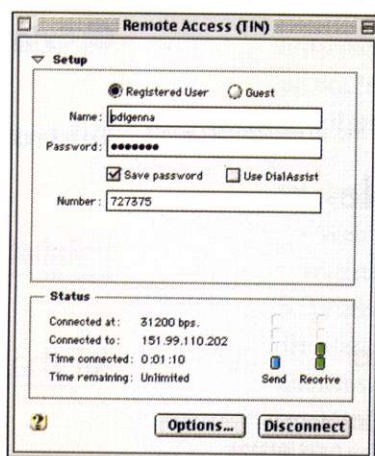 Remote Access (TIN)
Setup
Registered User Guest
Name: pdigenna
Password: •••••••
Save password Use DialAssist
Number: 727375
Status
Connected at: 31200 bps.
Connected to: 151.99.110.202
Time connected: 0:01:10
Time remaining: Unlimited
Send Receive
?
Options... Disconnect